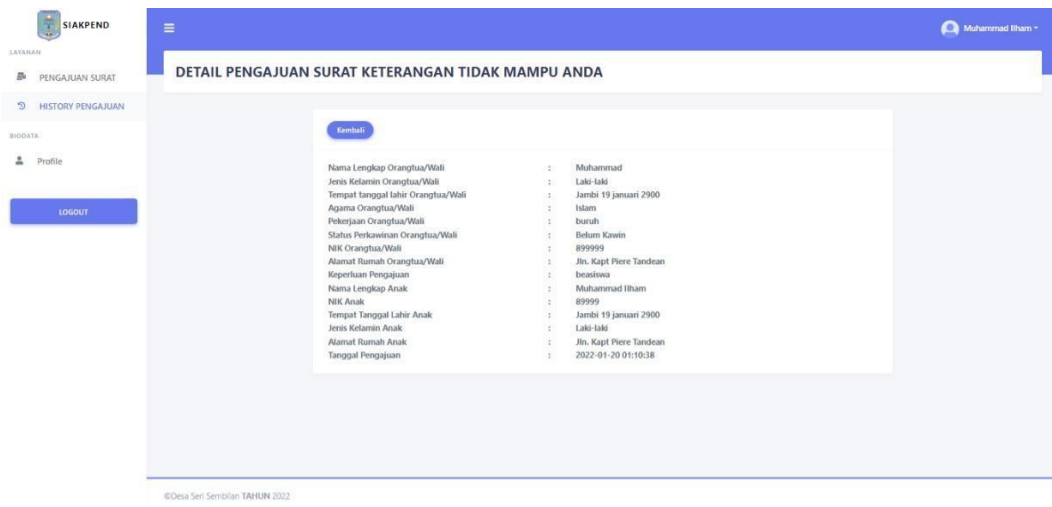 SIAKPEND
Muhammad Ilham
LAYANAN
PENGAJUAN SURAT
HISTORY PENGAJUAN
BIODATA
Profile
LOGOUT
DETAIL PENGAJUAN SURAT KETERANGAN TIDAK MAMPU ANDA
Kembali
Nama Lengkap Orangtua/Wali : Muhammad
Jenis Kelamin Orangtua/Wali : Laki-laki
Tempat tanggal lahir Orangtua/Wali : Jambi 19 januari 2900
Agama Orangtua/Wali : Islam
Pekerjaan Orangtua/Wali : buruh
Status Perkawinan Orangtua/Wali : Belum Kawin
NIK Orangtua/Wali : 899999
Alamat Rumah Orangtua/Wali : Jln. Kapt Piere Tandean
Keperluan Pengajuan : beasiswa
Nama Lengkap Anak : Muhammad Ilham
NIK Anak : 89999
Tempat Tanggal Lahir Anak : Jambi 19 januari 2900
Jenis Kelamin Anak : Laki-laki
Alamat Rumah Anak : Jln. Kapt Piere Tandean
Tanggal Pengajuan : 2022-01-20 01:10:38
©Desa Seri Sembilan TAHUN 2022